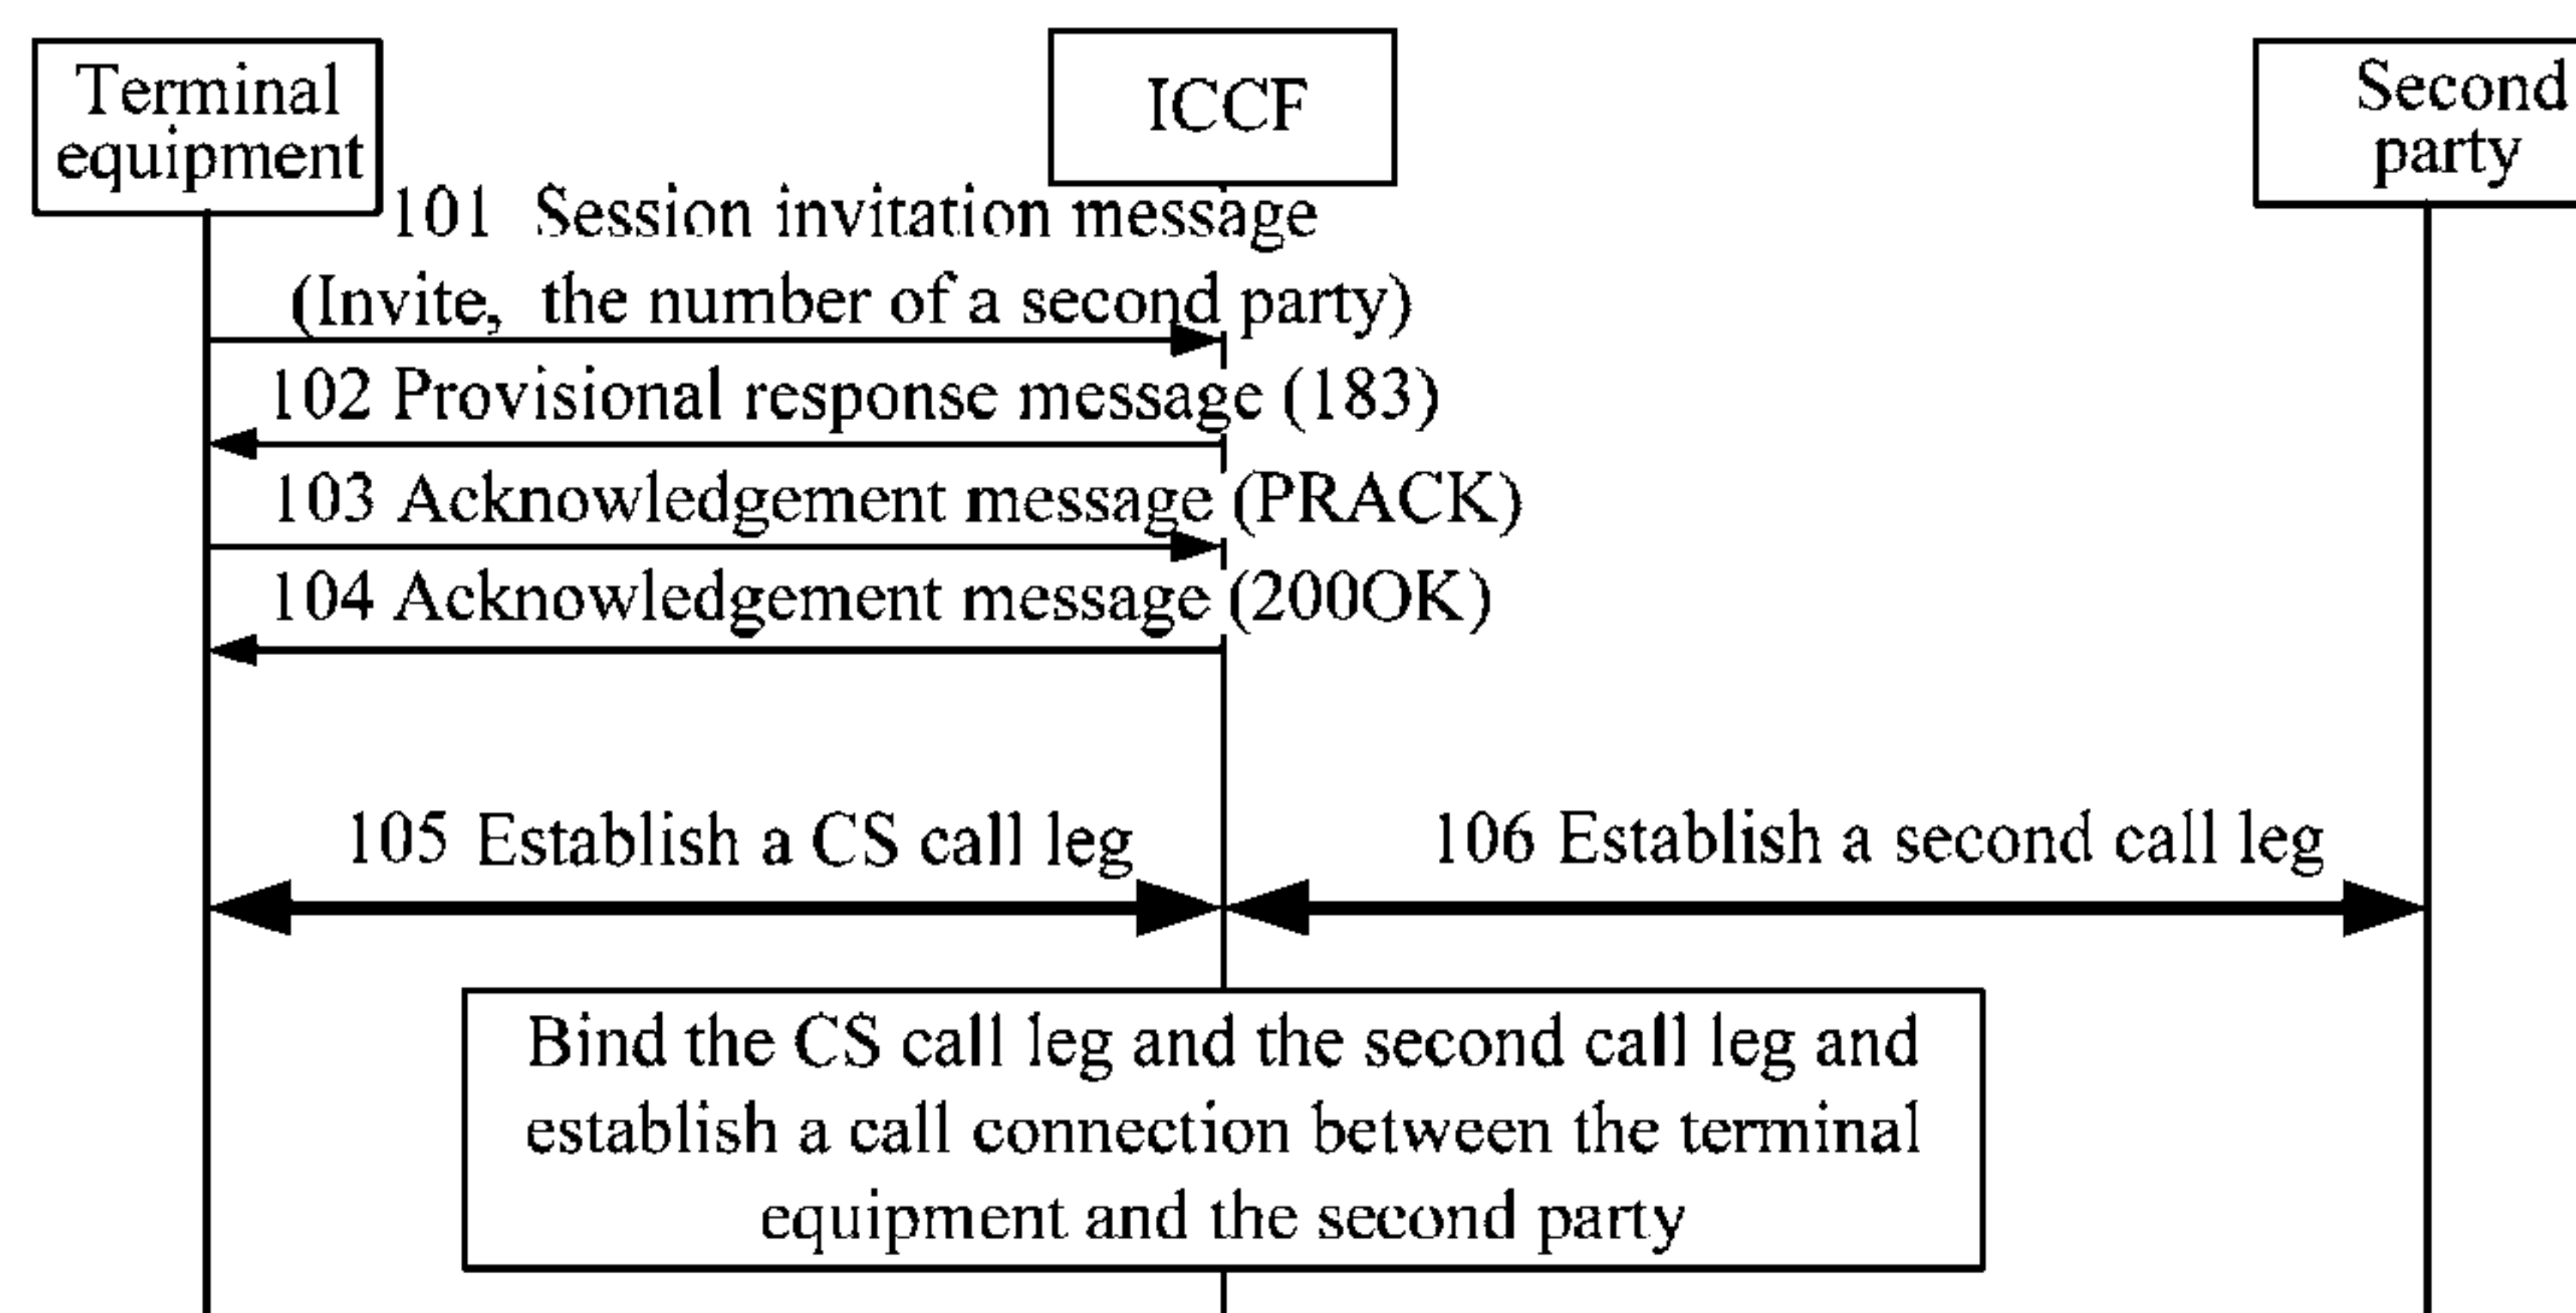 Terminal
equipment
ICCF
Second
party
101 Session invitation message
(Invite, the number of a second party)
102 Provisional response message (183)
103 Acknowledgement message (PRACK)
104 Acknowledgement message (200OK)
105 Establish a CS call leg
106 Establish a second call leg
Bind the CS call leg and the second call leg and
establish a call connection between the terminal
equipment and the second party